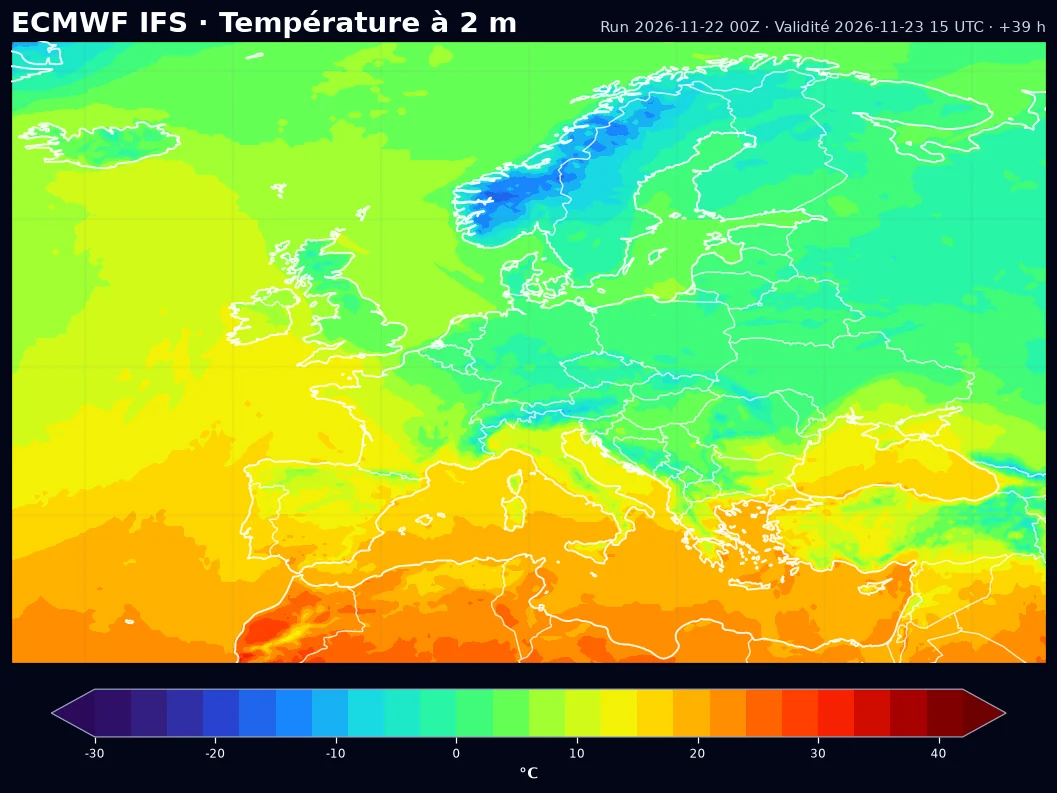 ECMWF IFS · Température à 2 m
Run 2026-11-22 00Z · Validité 2026-11-23 15 UTC · +39 h
-30 -20 -10 0 10 20 30 40
°C